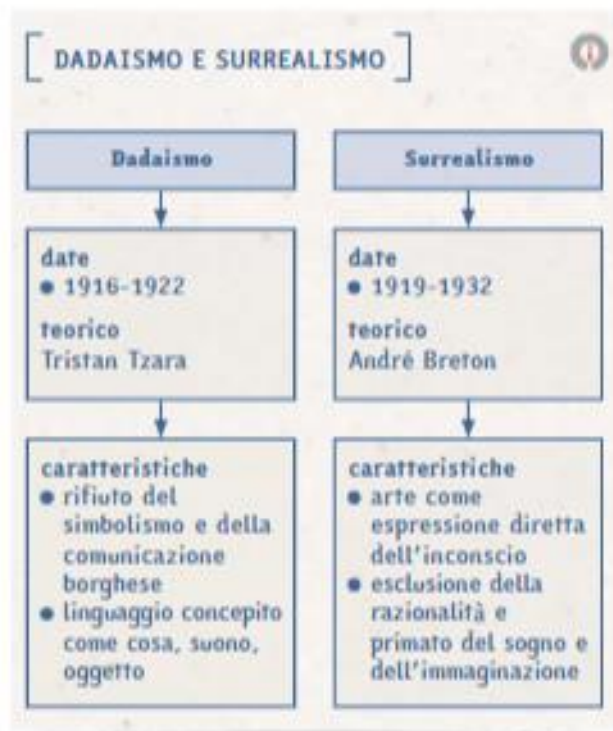 DADAISMO E SURREALISMO
Dadaismo
date
• 1916-1922
teorico
Tristan Tzara
caratteristiche
• rifiuto del
simbolismo e della
comunicazione
borghese
• linguaggio concepito
come cosa, suono,
oggetto
Surrealismo
date
• 1919-1932
teorico
André Breton
caratteristiche
• arte come
espressione diretta
dell'inconscio
• esclusione della
razionalità e
primato del sogno e
dell'immaginazione